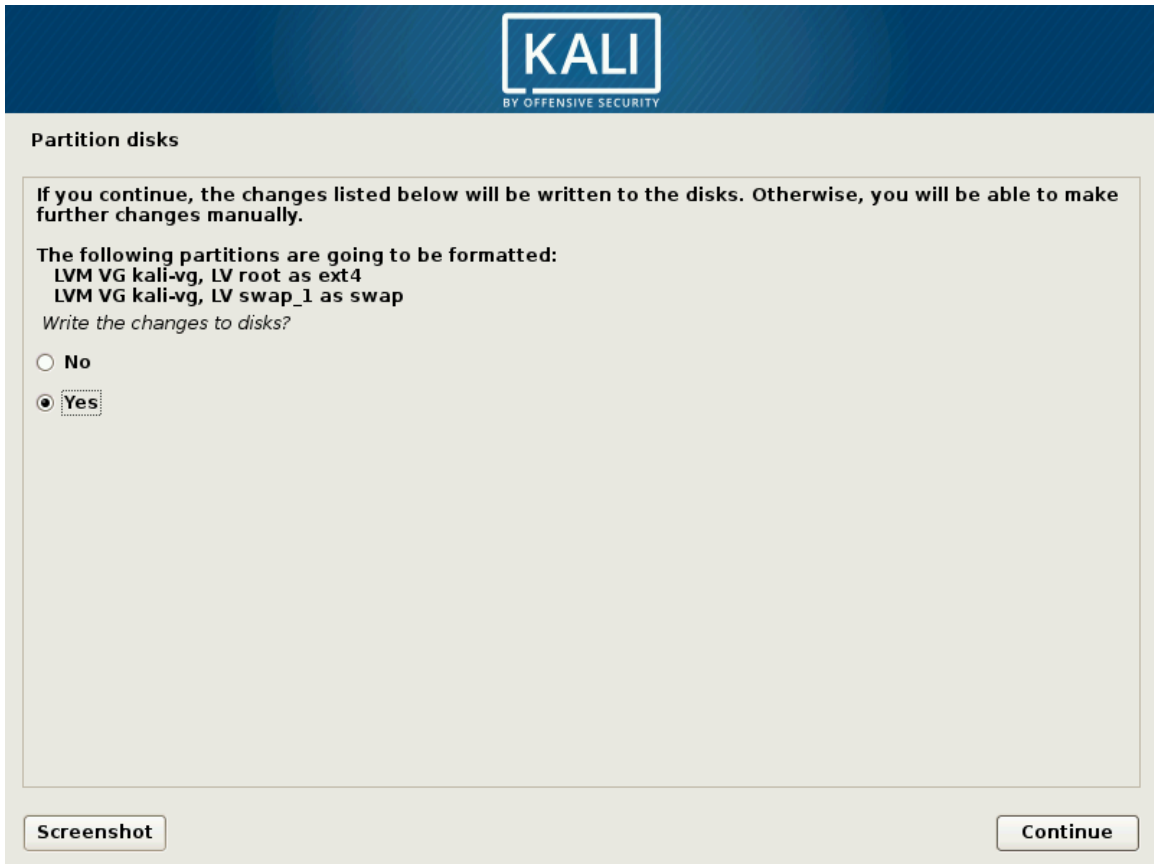 KALI
BY OFFENSIVE SECURITY
Partition disks
If you continue, the changes listed below will be written to the disks. Otherwise, you will be able to make
further changes manually.
The following partitions are going to be formatted:
LVM VG kali-vg, LV root as ext4
LVM VG kali-vg, LV swap_1 as swap
Write the changes to disks?
No
Yes
Screenshot
Continue